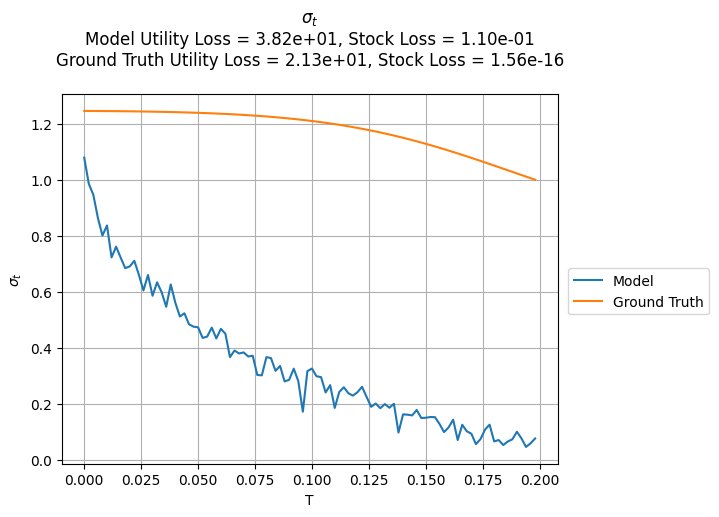 σt
Model Utility Loss = 3.82e+01, Stock Loss = 1.10e-01
Ground Truth Utility Loss = 2.13e+01, Stock Loss = 1.56e-16
1.2
1.0
0.8
0.6
0.4
0.2
0.0
σt
0.000 0.025 0.050 0.075 0.100 0.125 0.150 0.175 0.200
T
Model
Ground Truth